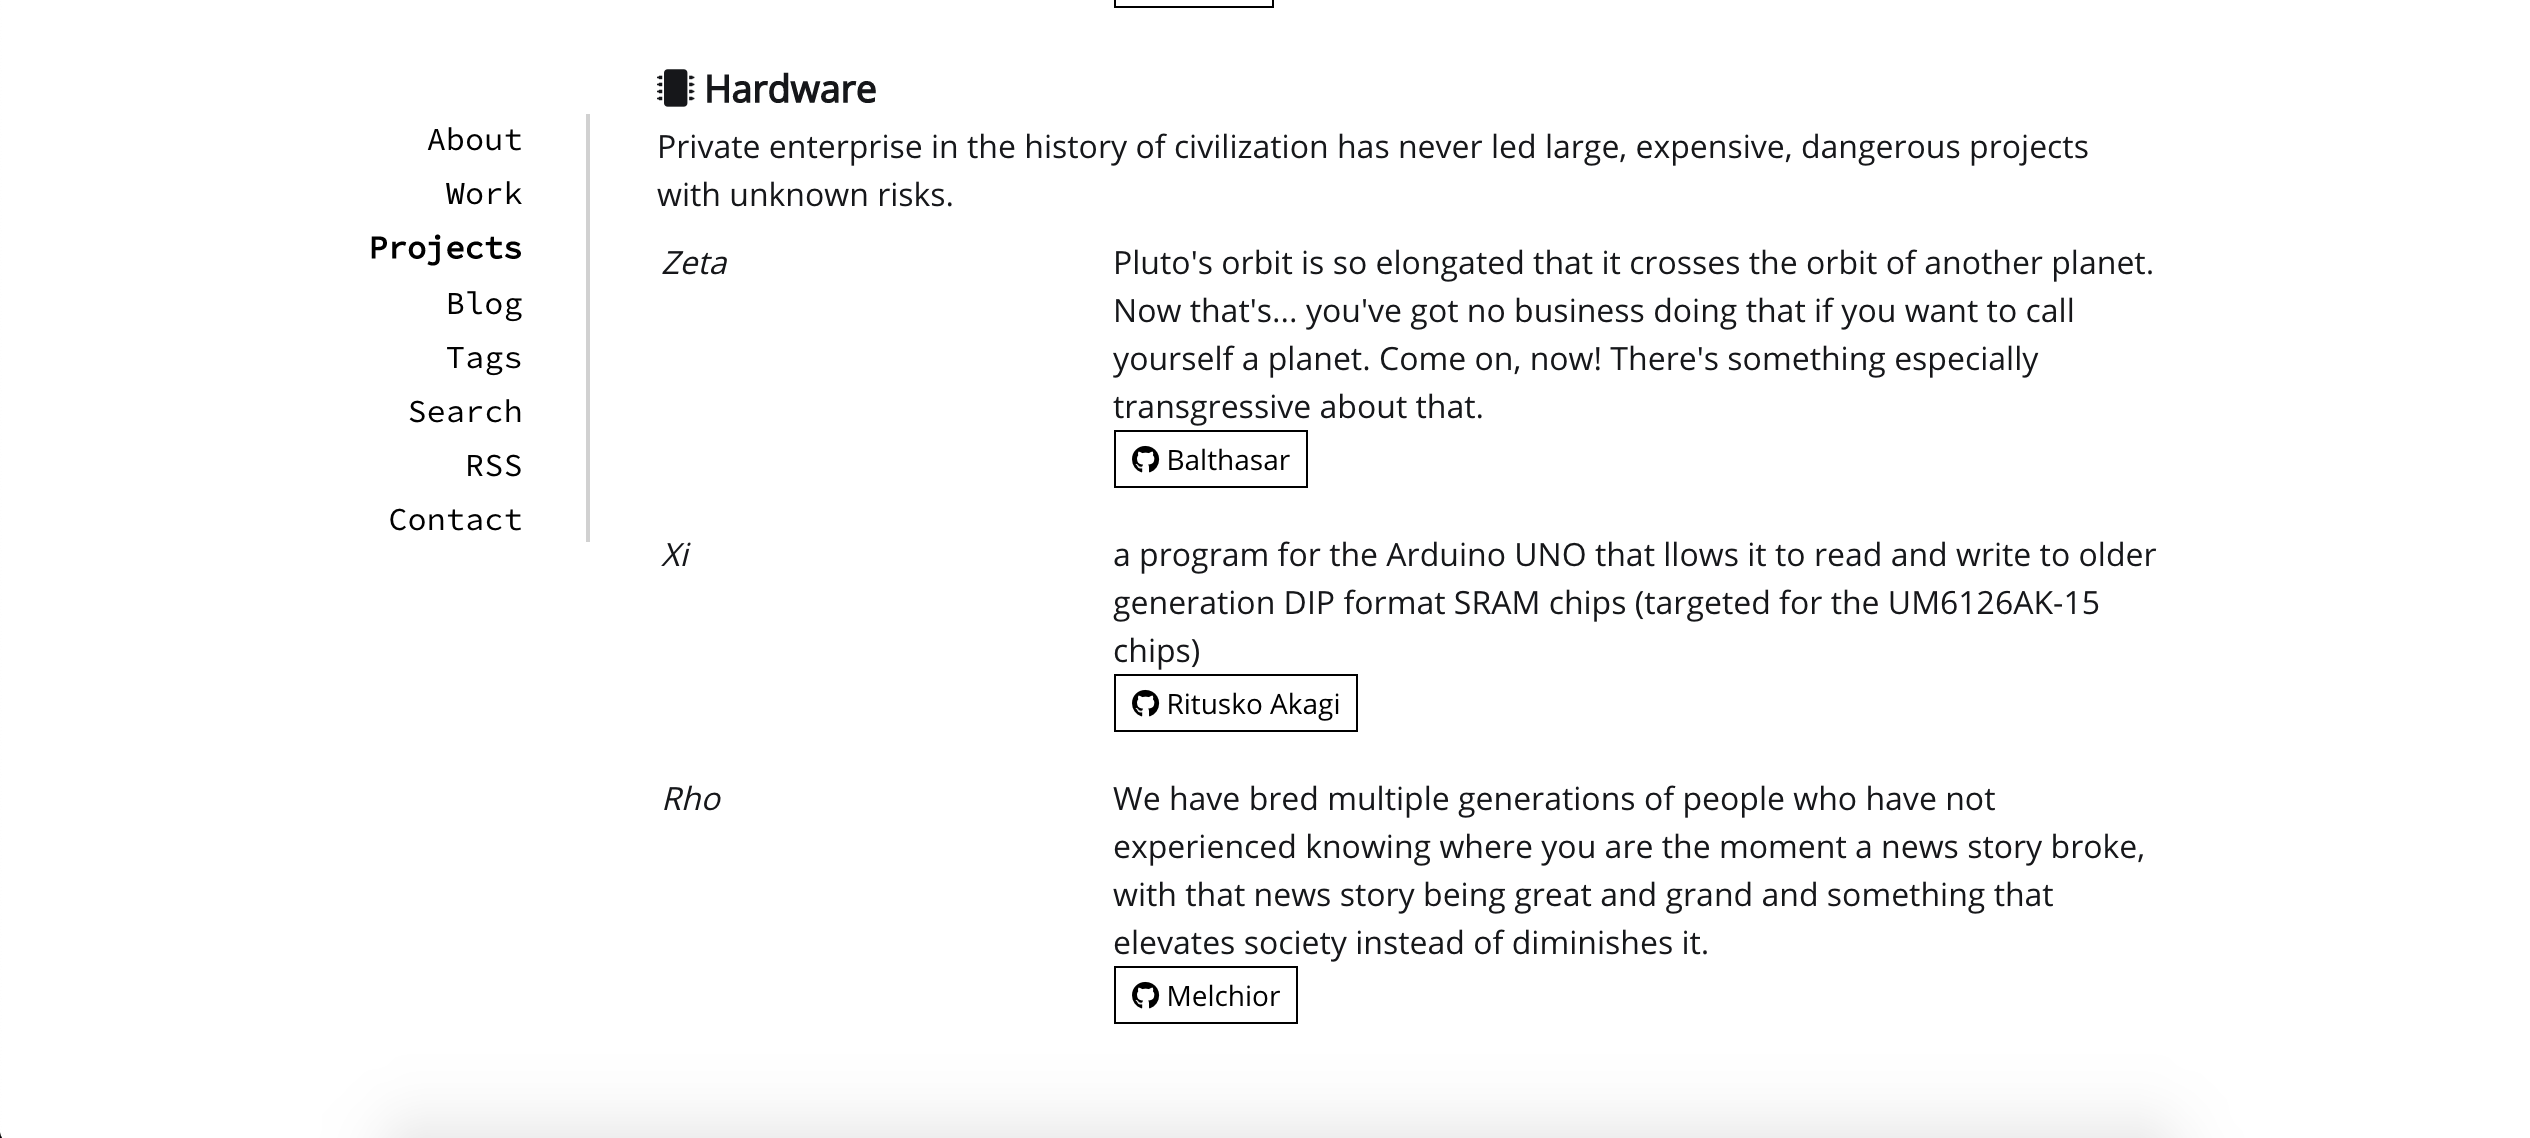 Hardware
About
Private enterprise in the history of civilization has never led large, expensive, dangerous projects
Work
with unknown risks.
Projects
Blog
Tags
Search
RSS
Contact
Zeta
Pluto's orbit is so elongated that it crosses the orbit of another planet.
Now that's... you've got no business doing that if you want to call
yourself a planet. Come on, now! There's something especially
transgressive about that.
Balthasar
Xi
a program for the Arduino UNO that llows it to read and write to older
generation DIP format SRAM chips (targeted for the UM6126AK-15
chips)
Ritusko Akagi
Rho
We have bred multiple generations of people who have not
experienced knowing where you are the moment a news story broke,
with that news story being great and grand and something that
elevates society instead of diminishes it.
Melchior